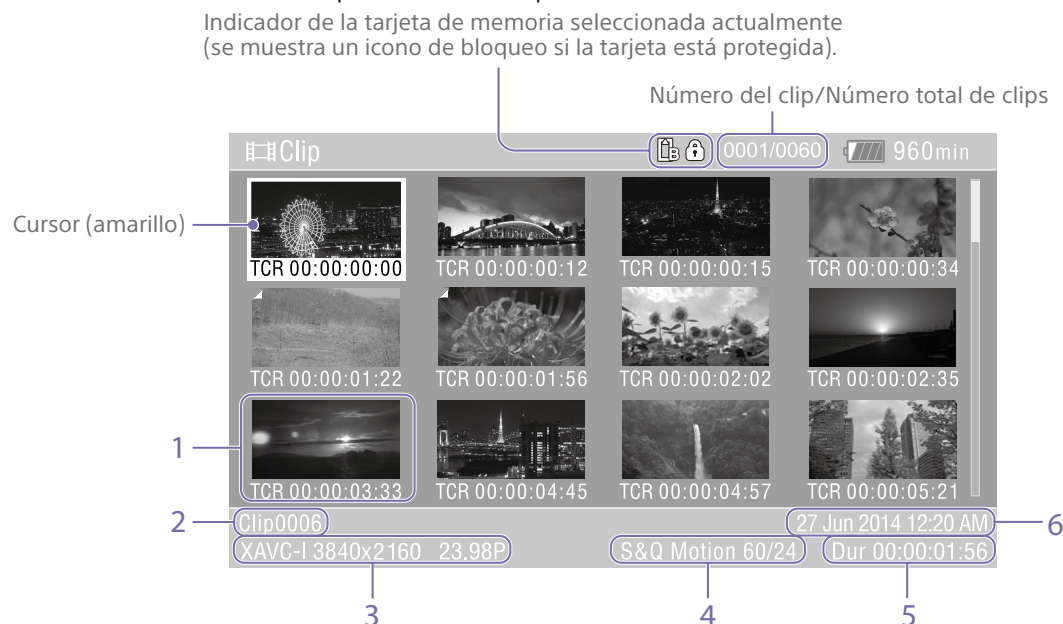 Indicador de la tarjeta de memoria seleccionada actualmente
(se muestra un icono de bloqueo si la tarjeta está protegida).
Número del clip/Número total de clips
Clip
B
0001/0060
960min
Cursor (amarillo)
TCR 00:00:00:00
TCR 00:00:00:12
TCR 00:00:00:15
TCR 00:00:00:34
TCR 00:00:01:22
TCR 00:00:01:56
TCR 00:00:02:02
TCR 00:00:02:35
1
TCR 00:00:03:33
TCR 00:00:04:45
TCR 00:00:04:57
TCR 00:00:05:21
2
Clip0006
27 Jun 2014 12:20 AM
6
XAVC-I 3840x2160 23.98P
S&Q Motion 60/24
Dur 00:00:01:56
3
4
5